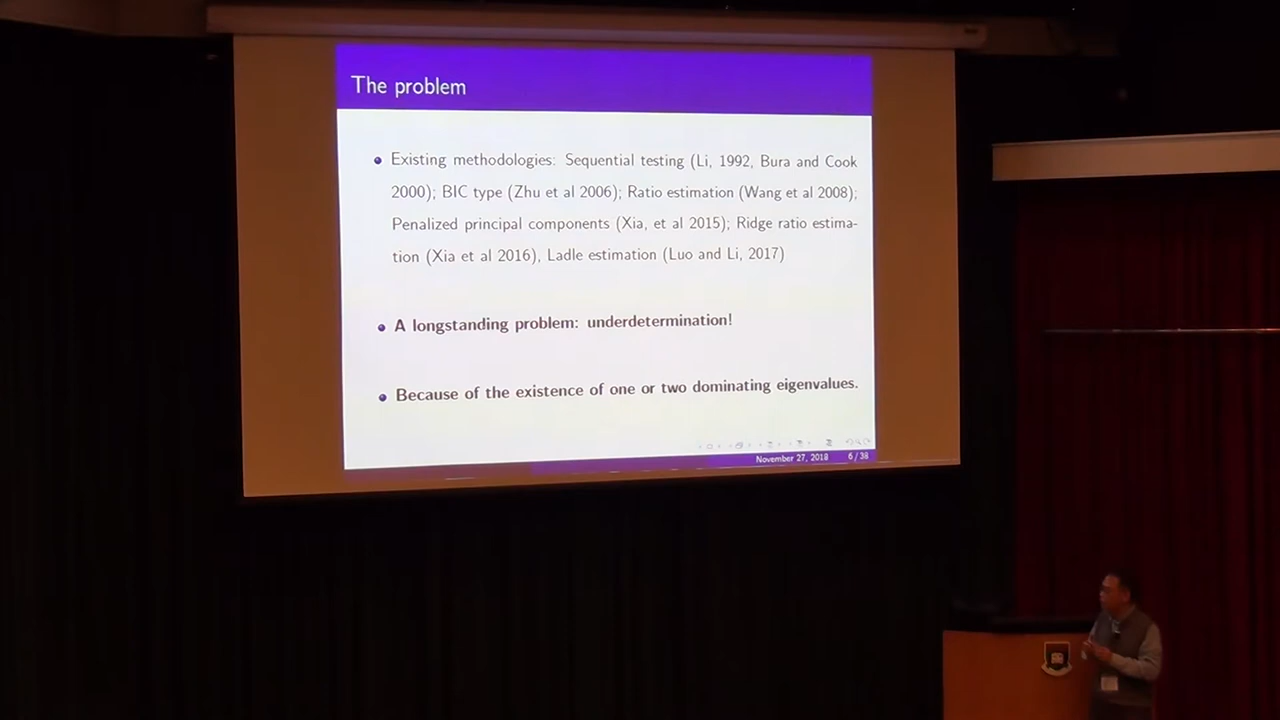 The problem
Existing methodologies: Sequential testing (Li, 1992, Bura and Cook
2000); BIC type (Zhu et al 2006); Ratio estimation (Wang et al 2008);
Penalized principal components (Xia, et al 2015); Ridge ratio estima-
tion (Xia et al 2016), Ladle estimation (Luo and Li, 2017)
A longstanding problem: underdetermination!
Because of the existence of one or two dominating eigenvalues.
November 27, 2018 6 / 38